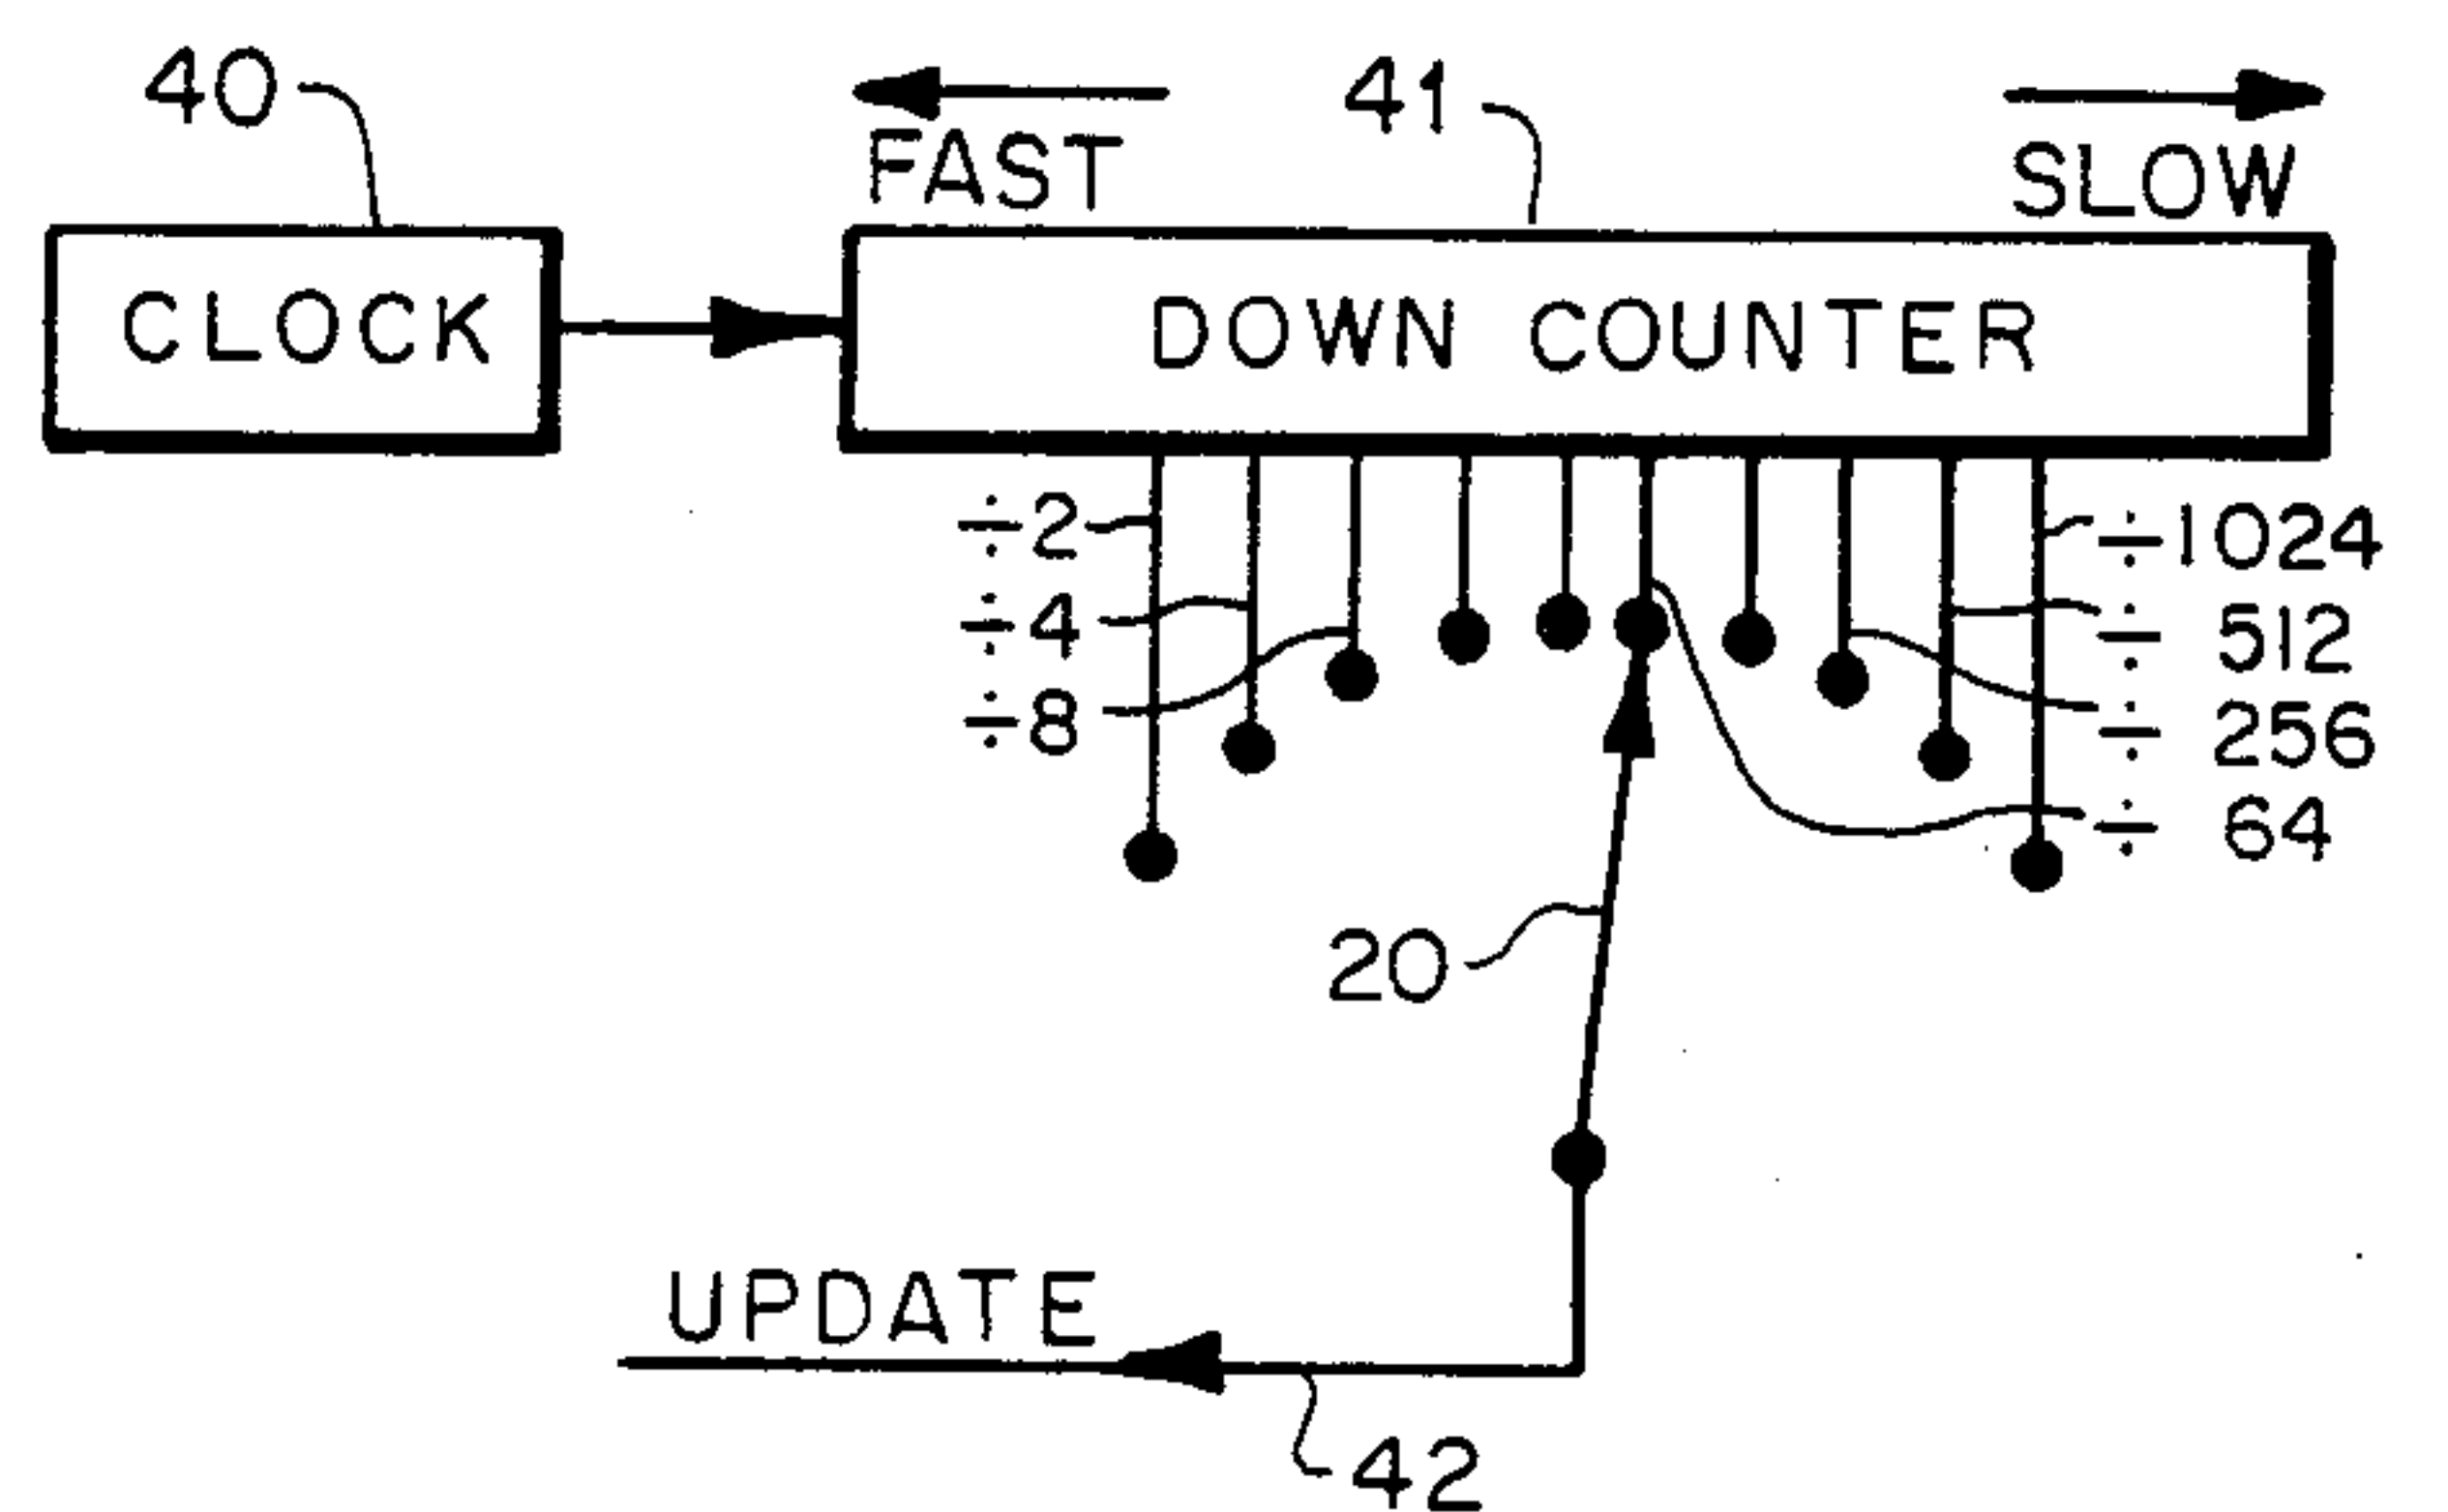 40
FAST
41
SLOW
CLOCK
DOWN COUNTER
÷2
÷4
÷8
÷1024
÷ 512
÷ 256
÷ 64
20
UPDATE
42